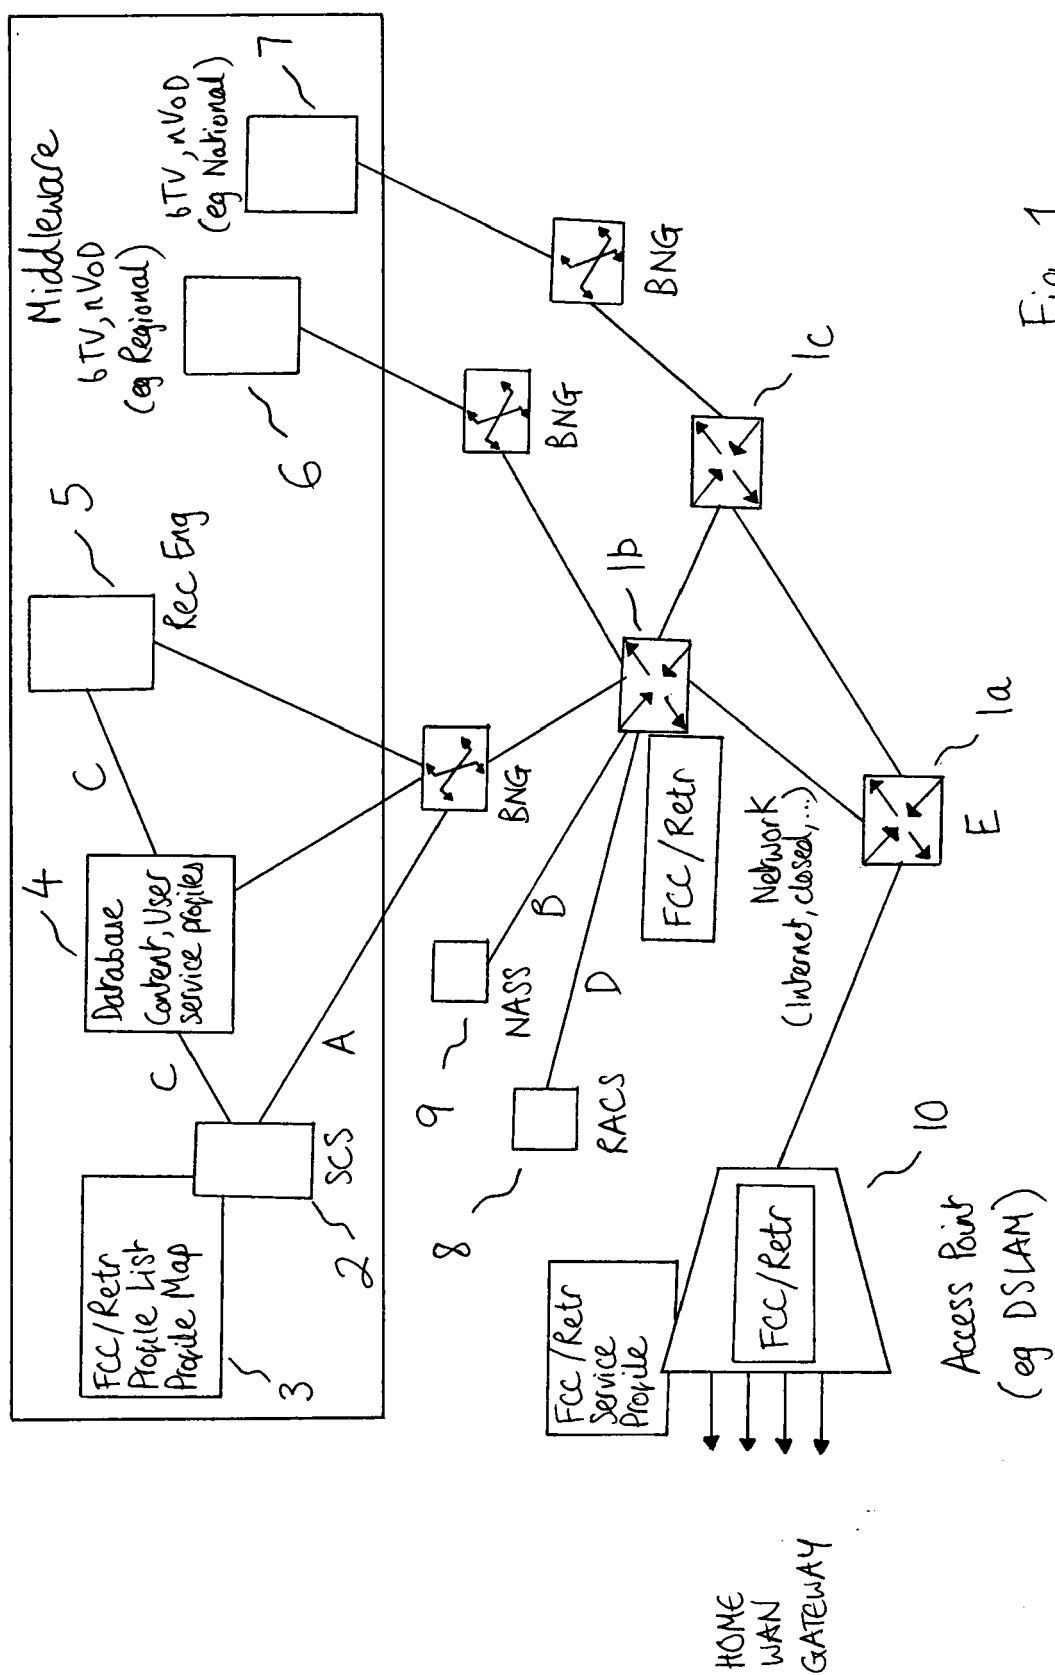 Middleware
FCC/Retr
Profile List
Profile Map
3
2
SCS
C
4
Database
Content, User
service profiles
C
5
Rec Eng
bTV, nVoD
(eg Regional)
6
bTV, nVoD
(eg National)
7
A
BNG
BNG
BNG
9
NASS
B
8
RACS
D
1b
1c
FCC/Retr
Network
(Internet, closed,...)
1a
E
FCC/Retr
Service
Profile
FCC/Retr
10
Access Point
(eg DSLAM)
HOME
WAN
GATEWAY
Fig. 1